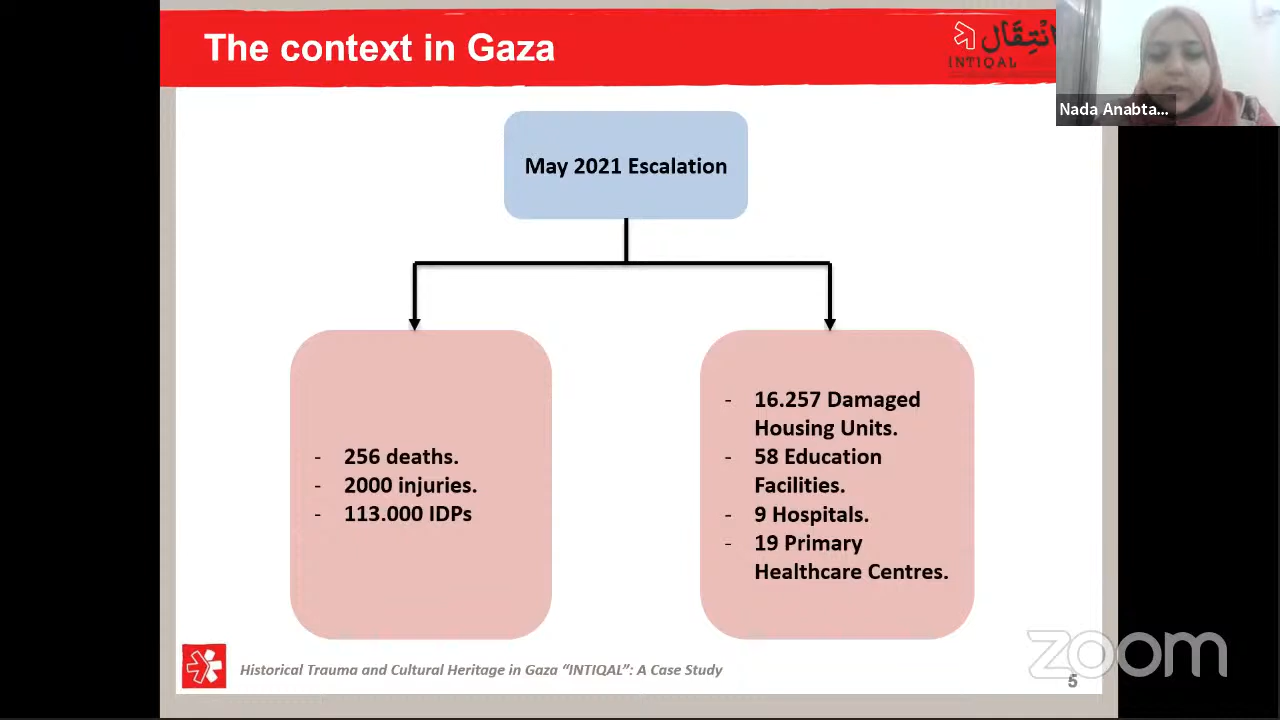 The context in Gaza
انْتِقَال
INTIQAL
Nada Anabta...
May 2021 Escalation
- 256 deaths.
- 2000 injuries.
- 113.000 IDPs
- 16.257 Damaged
Housing Units.
- 58 Education
Facilities.
- 9 Hospitals.
- 19 Primary
Healthcare Centres.
Historical Trauma and Cultural Heritage in Gaza “INTIQAL”: A Case Study
zoom
5